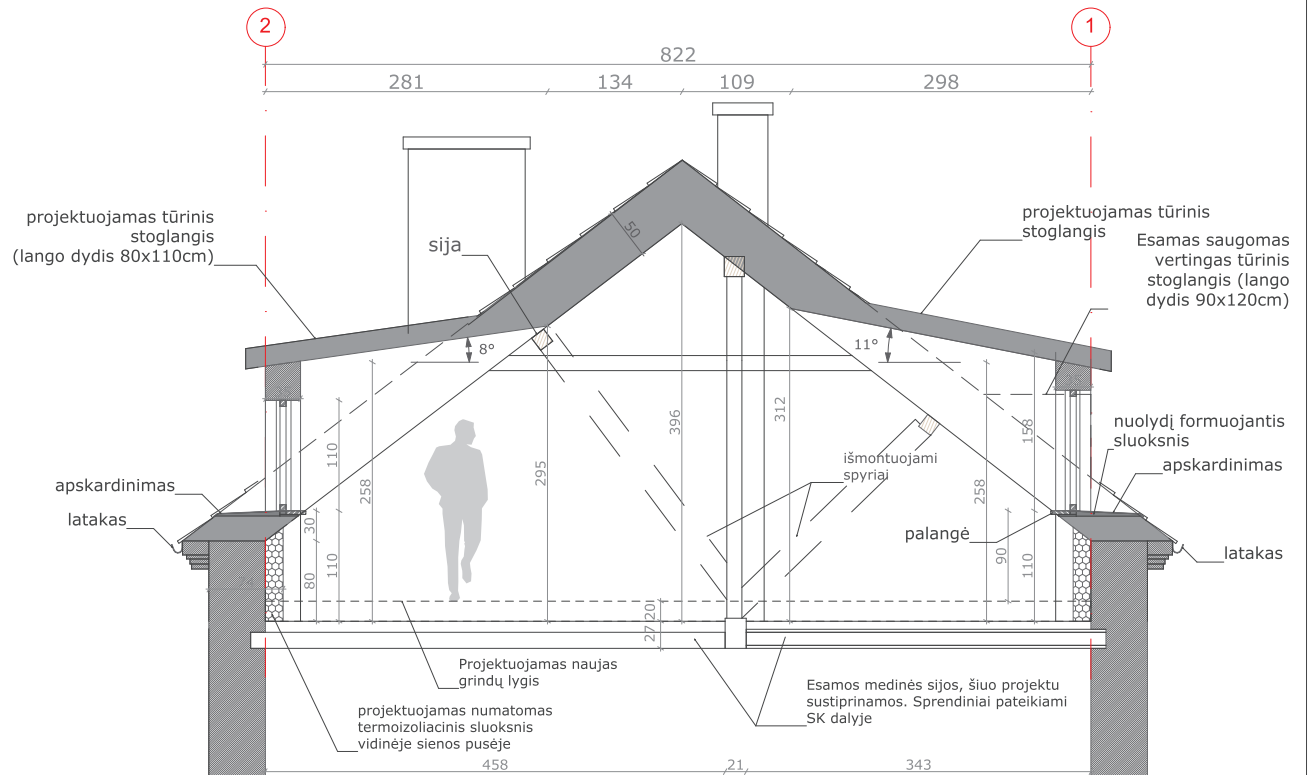 2
1
822
281
134
109
298
projektuojamas tūrinis
stoglangis
(lango dydis 80x110cm)
sija
50
projektuojamas tūrinis
stoglangis
Esamas saugomas
vertingas tūrinis
stoglangis (lango
dydis 90x120cm)
8°
11°
110
258
295
396
312
258
158
išmontuojami
spyriai
nuolydį formuojantis
sluoksnis
apskardinimas
latakas
apskardinimas
latakas
palangė
30
80
110
90
110
74
20
27
Projektuojamas naujas
grindų lygis
projektuojamas numatomas
termoizoliacinis sluoksnis
vidinėje sienos pusėje
Esamos medinės sijos, šiuo projektu
sustiprinamos. Sprendiniai pateikiami
SK dalyje
458
21
343